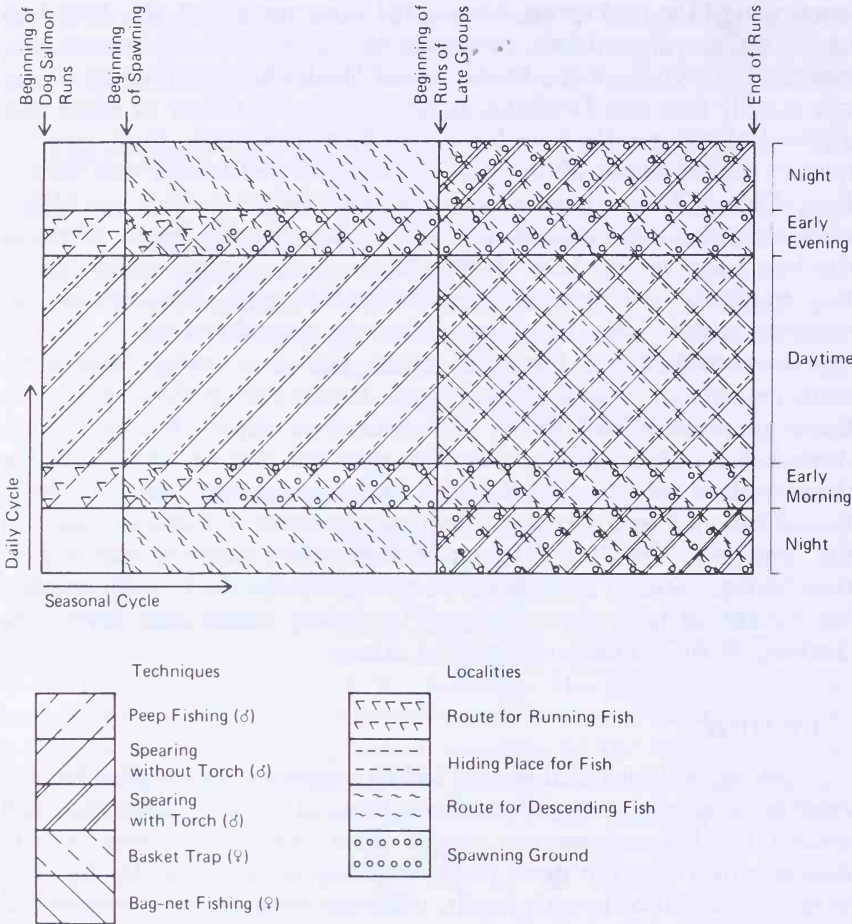 Beginning of
Dog Salmon
Runs
Beginning
of Spawning
Beginning of
Runs of
Late Groups
End of Runs
Night
Early
Evening
Daytime
Early
Morning
Night
Daily Cycle
Seasonal Cycle
Techniques
Peep Fishing (♂)
Spearing
without Torch (♂)
Spearing
with Torch (♂)
Basket Trap (♀)
Bag-net Fishing (♀)
Localities
Route for Running Fish
Hiding Place for Fish
Route for Descending Fish
Spawning Ground